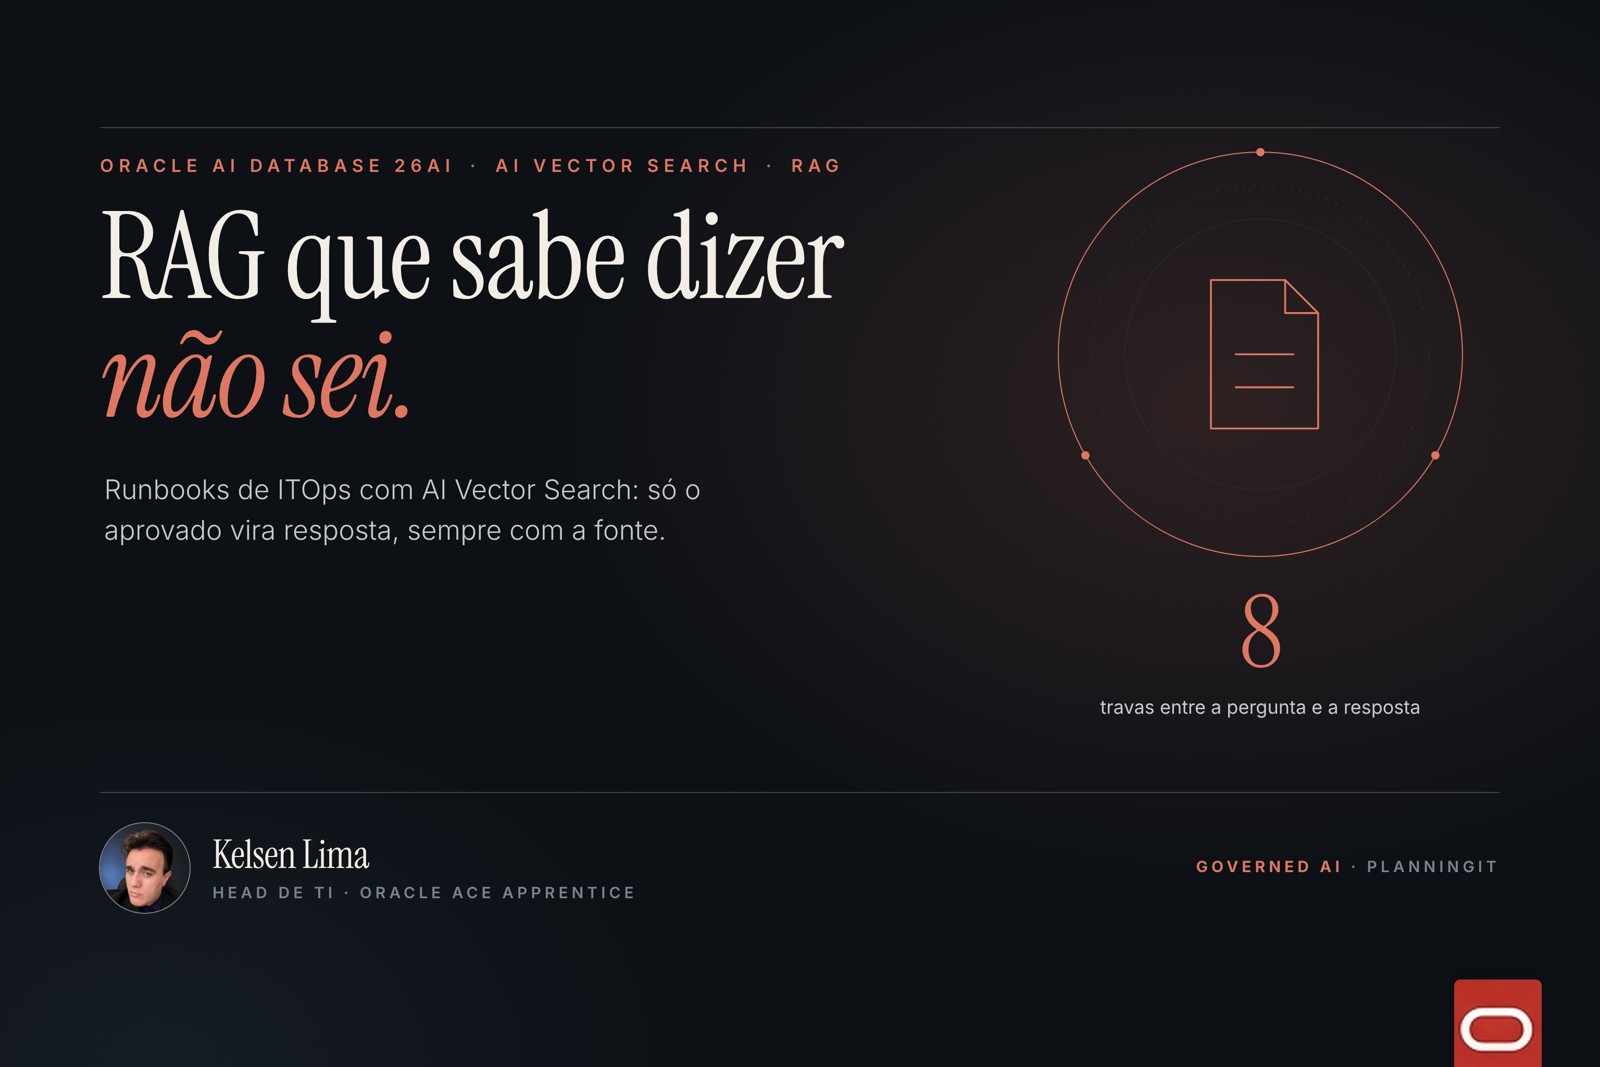 ORACLE AI DATABASE 26AI · AI VECTOR SEARCH · RAG
RAG que sabe dizer
não sei.
Runbooks de ITOps com AI Vector Search: só o
aprovado vira resposta, sempre com a fonte.
8
travas entre a pergunta e a resposta
Kelsen Lima
HEAD DE TI · ORACLE ACE APPRENTICE
GOVERNED AI · PLANNINGIT